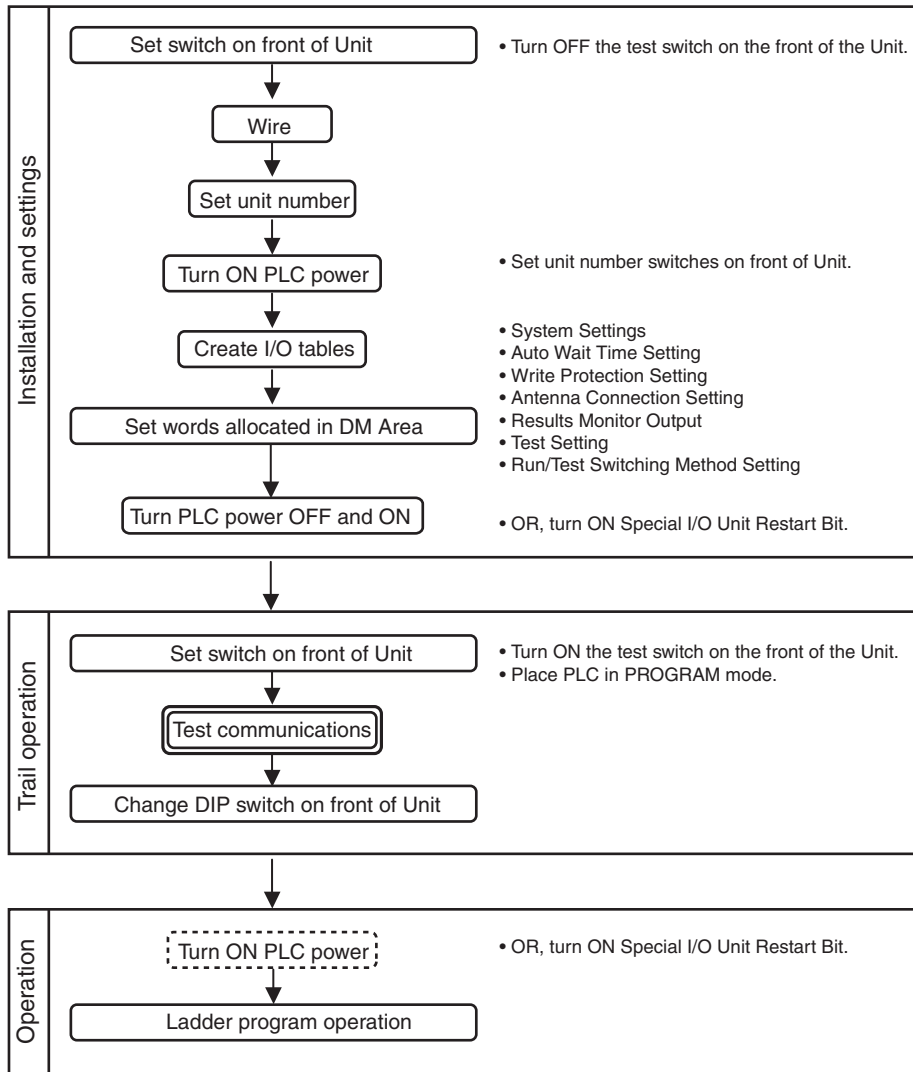 Installation and settings
Set switch on front of Unit
• Turn OFF the test switch on the front of the Unit.
Wire
Set unit number
Turn ON PLC power
• Set unit number switches on front of Unit.
Create I/O tables
• System Settings
• Auto Wait Time Setting
• Write Protection Setting
• Antenna Connection Setting
• Results Monitor Output
• Test Setting
• Run/Test Switching Method Setting
Set words allocated in DM Area
Turn PLC power OFF and ON
• OR, turn ON Special I/O Unit Restart Bit.
Trail operation
Set switch on front of Unit
• Turn ON the test switch on the front of the Unit.
• Place PLC in PROGRAM mode.
Test communications
Change DIP switch on front of Unit
Operation
Turn ON PLC power
• OR, turn ON Special I/O Unit Restart Bit.
Ladder program operation